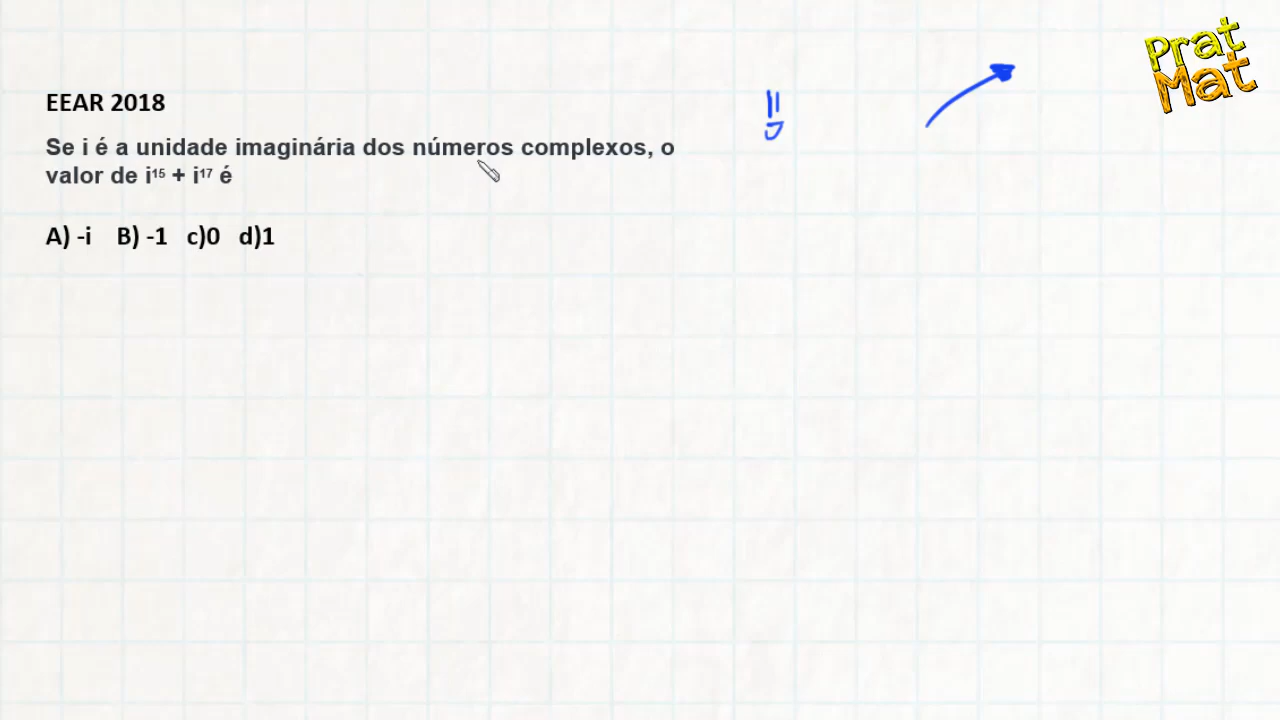 Prat
Mat
EEAR 2018
Se i é a unidade imaginária dos números complexos, o
valor de i¹⁵ + i¹⁷ é
A) -i B) -1 c)0 d)1